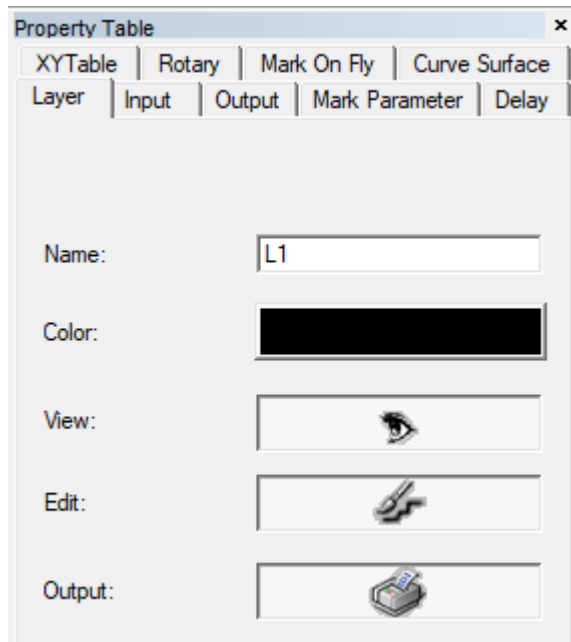 Property Table
XYTable Rotary Mark On Fly Curve Surface
Layer Input Output Mark Parameter Delay
Name: L1
Color:
View:
Edit:
Output: